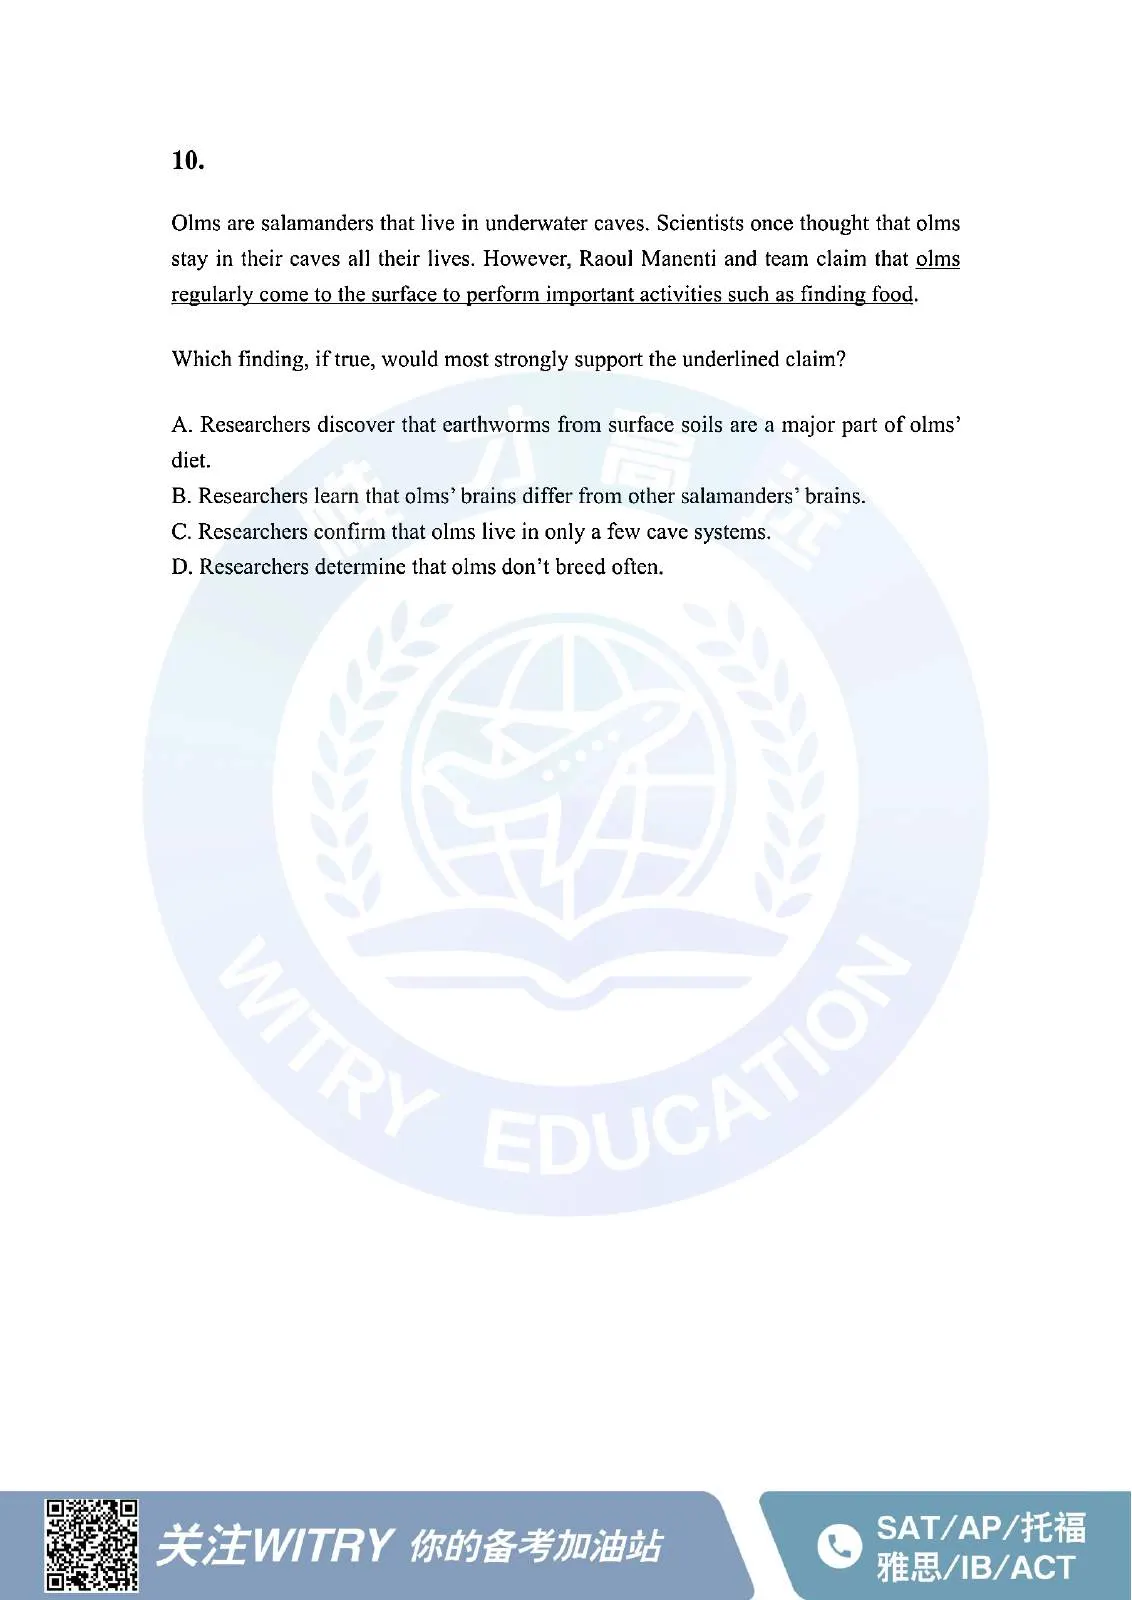 10.
Olms are salamanders that live in underwater caves. Scientists once thought that olms
stay in their caves all their lives. However, Raoul Manenti and team claim that olms
regularly come to the surface to perform important activities such as finding food.
Which finding, if true, would most strongly support the underlined claim?
A. Researchers discover that earthworms from surface soils are a major part of olms’
diet.
B. Researchers learn that olms’ brains differ from other salamanders’ brains.
C. Researchers confirm that olms live in only a few cave systems.
D. Researchers determine that olms don’t breed often.
唯才高远
WITRY EDUCATION
关注WITRY 你的备考加油站
SAT/AP/托福
雅思/IB/ACT